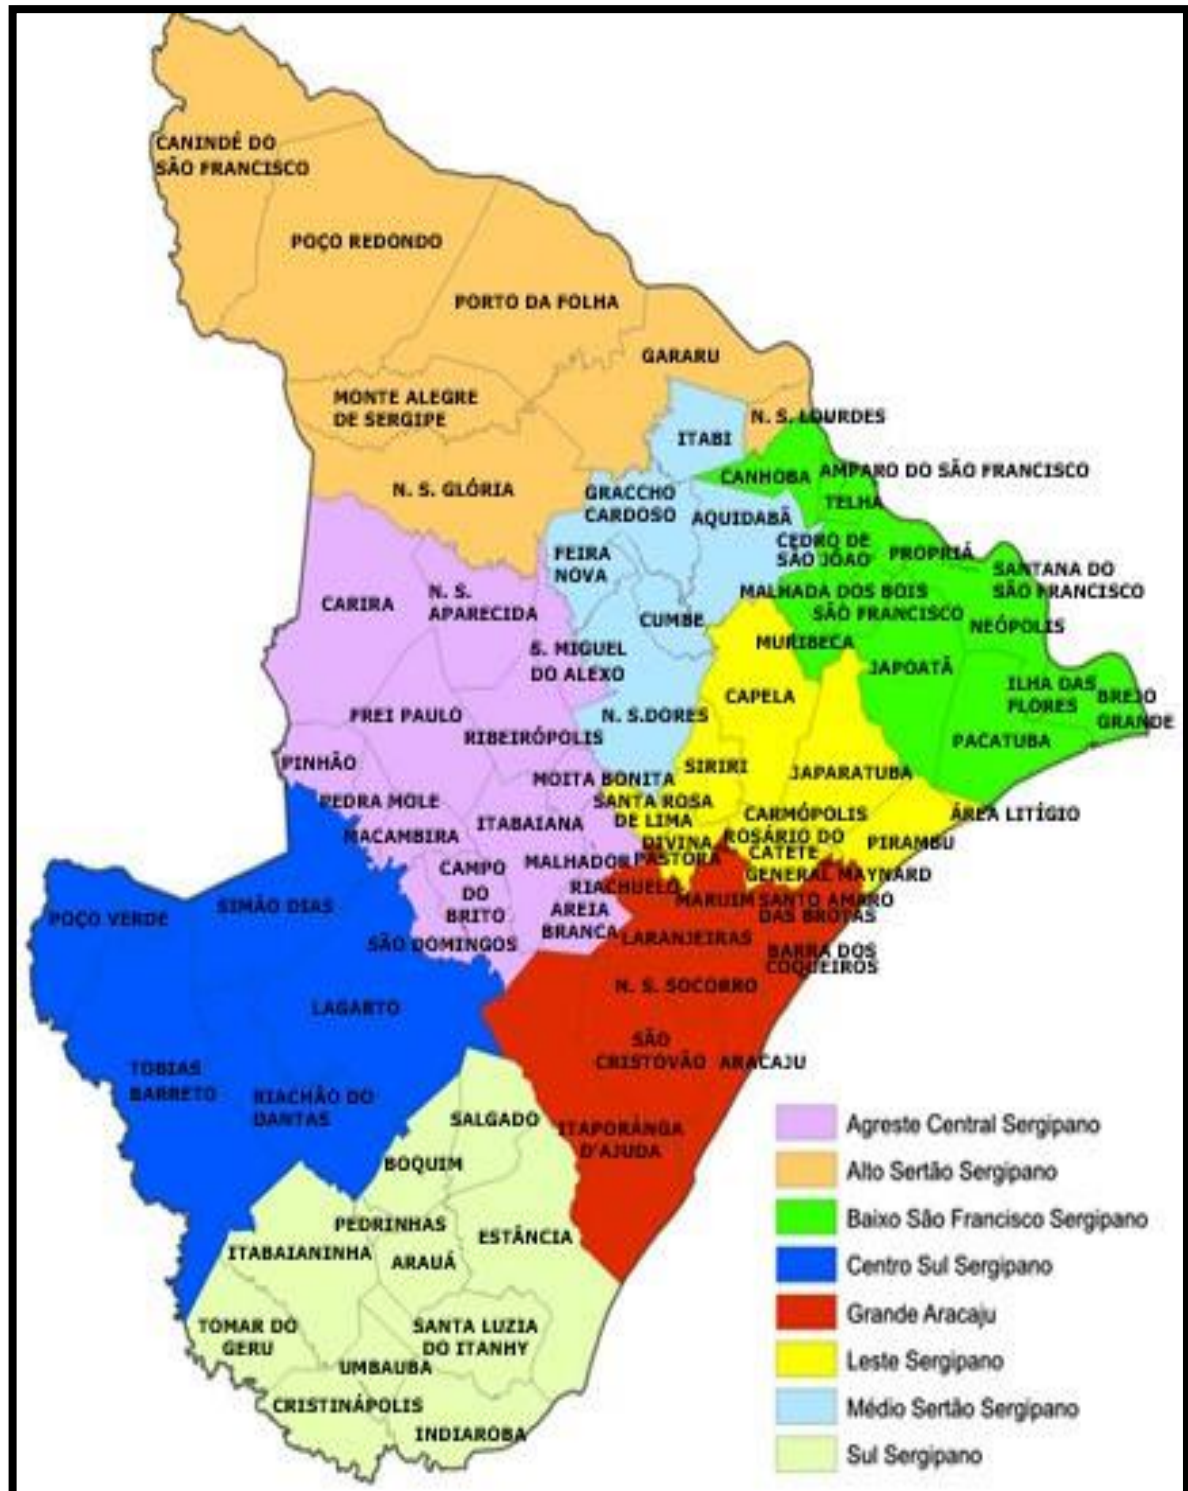 CANINDÉ DO
SÃO FRANCISCO
POÇO REDONDO
PORTO DA FOLHA
GARARU
MONTE ALEGRE
DE SERGIPE
N. S. LOURDES
ITABI
N. S. GLÓRIA
CANHOBA
AMPARO DO SÃO FRANCISCO
GRACCHO
CARDOSO
AQUIDABÃ
TELHA
FEIRA
NOVA
CEDRO DE
SÃO JOÃO
PROPRIÁ
SANTANA DO
SÃO FRANCISCO
CARIRA
N. S.
APARECIDA
MALHADA DOS BOIS
SÃO FRANCISCO
NEÓPOLIS
CUMBE
MURIBECA
S. MIGUEL
DO ALEXO
JAPOATÃ
CAPELA
ILHA DAS
FLORES
BREJO
GRANDE
FREI PAULO
N. S.DORES
RIBEIRÓPOLIS
PACATUBA
PINHÃO
SIRIRI
JAPARATUBA
MOITA BONITA
PEDRA MOLE
SANTA ROSA
DE LIMA
CARMÓPOLIS
ÁREA LITÍGIO
MACAMBIRA
ITABAIANA
DIVINA
PASTORA
ROSÁRIO DO
CATETE
PIRAMBU
CAMPO
DO
BRITO
MALHADOR
GENERAL MAYNARD
RIACHUELO
MARUIM
SANTO AMARO
DAS BROTAS
POÇO VERDE
SIMÃO DIAS
AREIA
BRANCA
SÃO DOMINGOS
LARANJEIRAS
BARRA DOS
COQUEIROS
LAGARTO
N. S. SOCORRO
SÃO
CRISTOVÃO
ARACAJU
TOBIAS
BARRETO
RIACHÃO DO
DANTAS
SALGADO
ITAPORÂNGA
D'AJUDA
BOQUIM
PEDRINHAS
ESTÂNCIA
ITABAIANINHA
ARAUÁ
TOMAR DO
GERU
SANTA LUZIA
DO ITANHY
UMBAUBA
CRISTINÁPOLIS
INDIAROBA
Agreste Central Sergipano
Alto Sertão Sergipano
Baixo São Francisco Sergipano
Centro Sul Sergipano
Grande Aracaju
Leste Sergipano
Médio Sertão Sergipano
Sul Sergipano